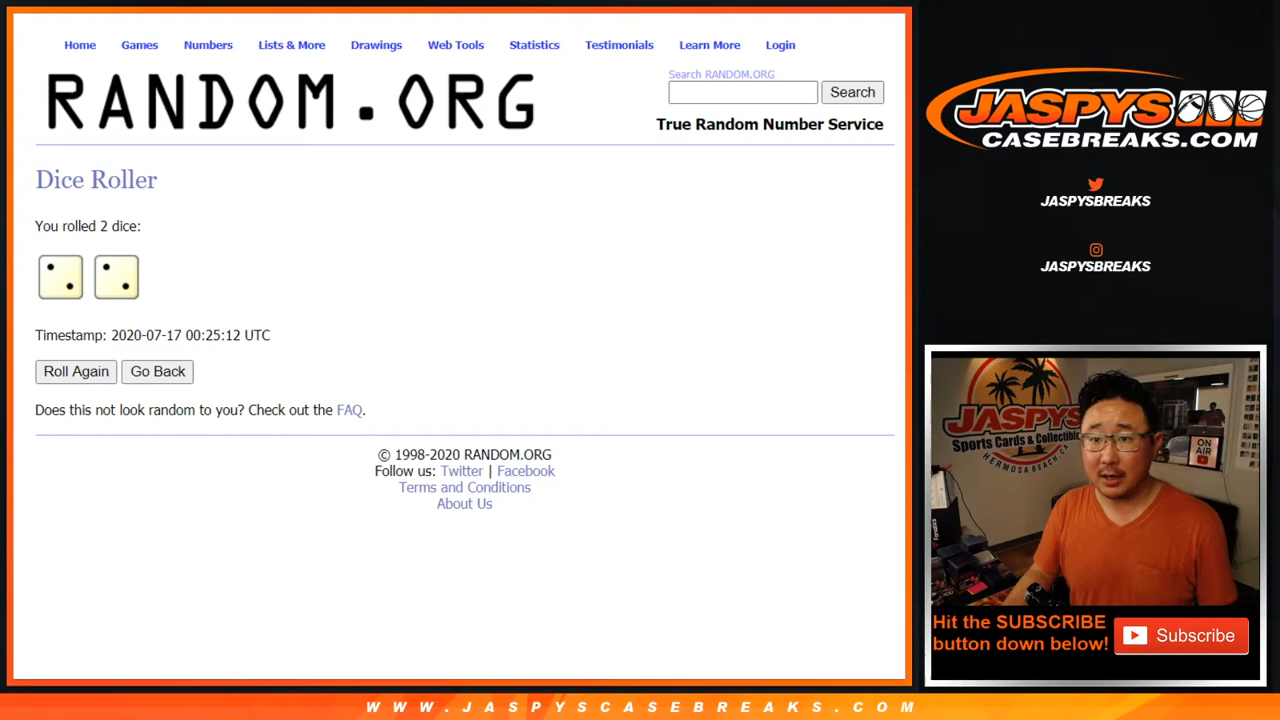 Home Games Numbers Lists & More Drawings Web Tools Statistics Testimonials Learn More Login
RANDOM.ORG
Search RANDOM.ORG
Search
True Random Number Service
Dice Roller
You rolled 2 dice:
Timestamp: 2020-07-17 00:25:12 UTC
Roll Again Go Back
Does this not look random to you? Check out the FAQ.
© 1998-2020 RANDOM.ORG
Follow us: Twitter | Facebook
Terms and Conditions
About Us
JASPYS
CASEBREAKS.COM
JASPYSBREAKS
JASPYSBREAKS
JASPYS
Sports Cards & Collectibles
HERMOSA BEACH, CA
ON
AIR
Fanatics
Hit the SUBSCRIBE
button down below!
Subscribe
WWW.JASPYSCASEBREAKS.COM